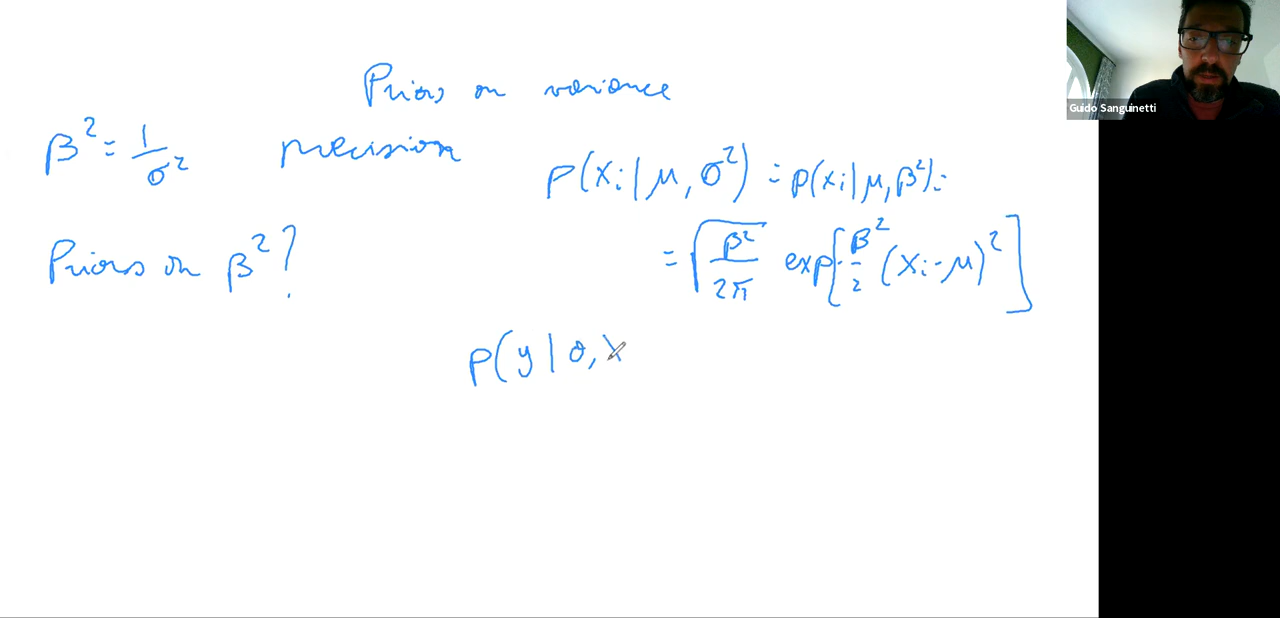 Priors on variance
β² = 1/σ² precision
p(xᵢ | μ, σ²) = p(xᵢ | μ, β²) =
= √(β²/2π) exp[-β²/2 (xᵢ - μ)²]
Priors on β²?
p(y | θ, x
Guido Sanguinetti